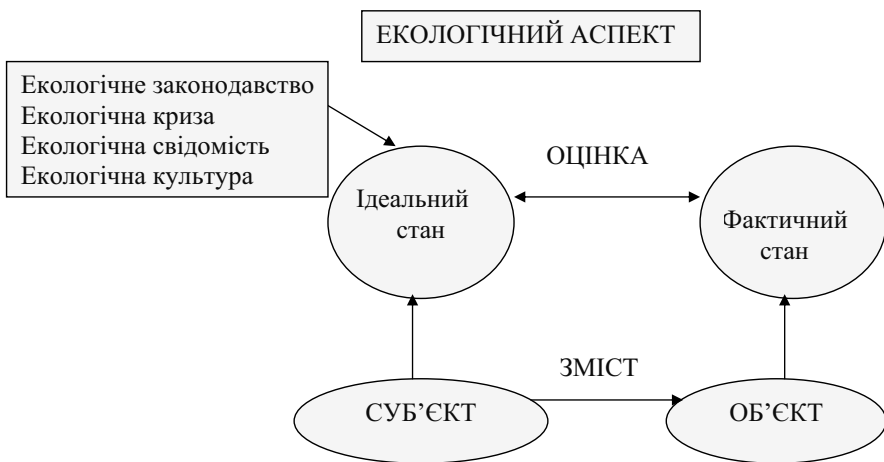 ЕКОЛОГІЧНИЙ АСПЕКТ
Екологічне законодавство
Екологічна криза
Екологічна свідомість
Екологічна культура
ОЦІНКА
Ідеальний
стан
Фактичний
стан
ЗМІСТ
СУБ’ЄКТ
ОБ’ЄКТ